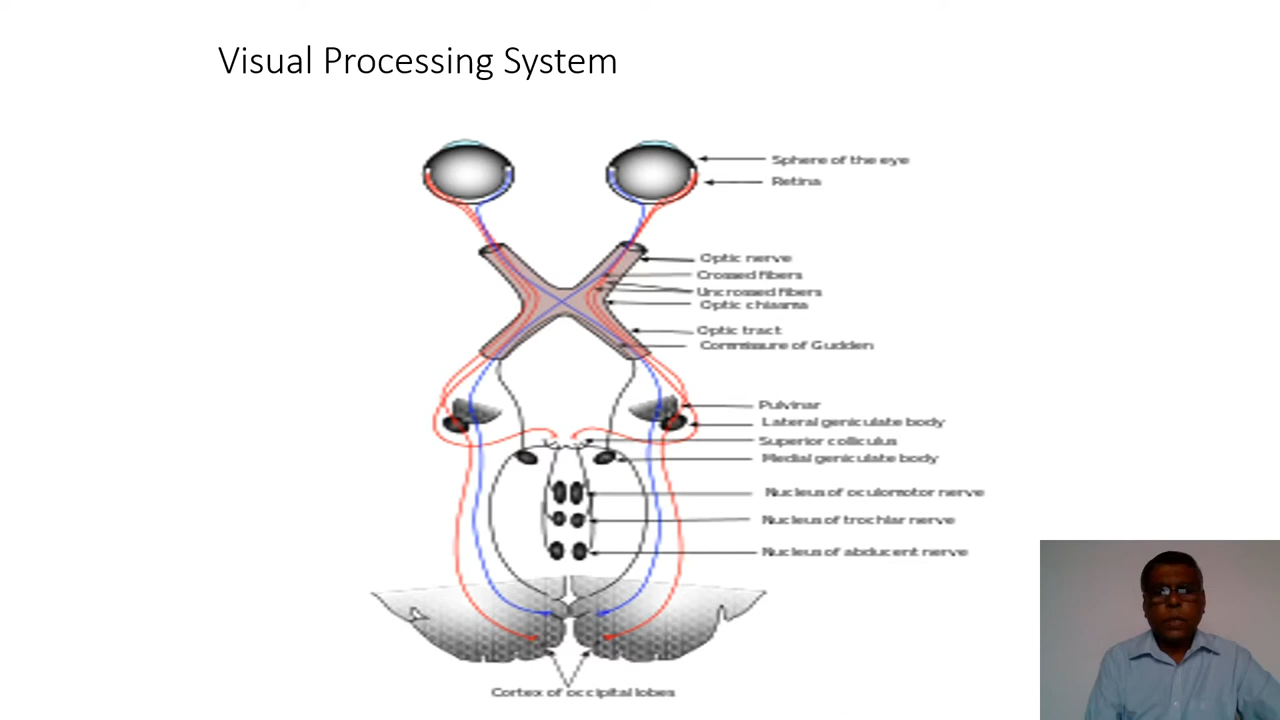 Visual Processing System
Sphere of the eye
Retina
Optic nerve
Crossed fibers
Uncrossed fibers
Optic chiasma
Optic tract
Commissure of Gudden
Pulvinar
Lateral geniculate body
Superior colliculus
Medial geniculate body
Nucleus of oculomotor nerve
Nucleus of trochlar nerve
Nucleus of abducent nerve
Cortex of occipital lobes